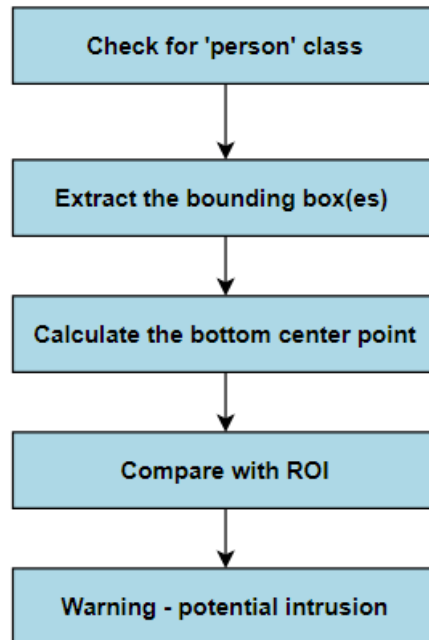 Check for 'person' class
Extract the bounding box(es)
Calculate the bottom center point
Compare with ROI
Warning - potential intrusion